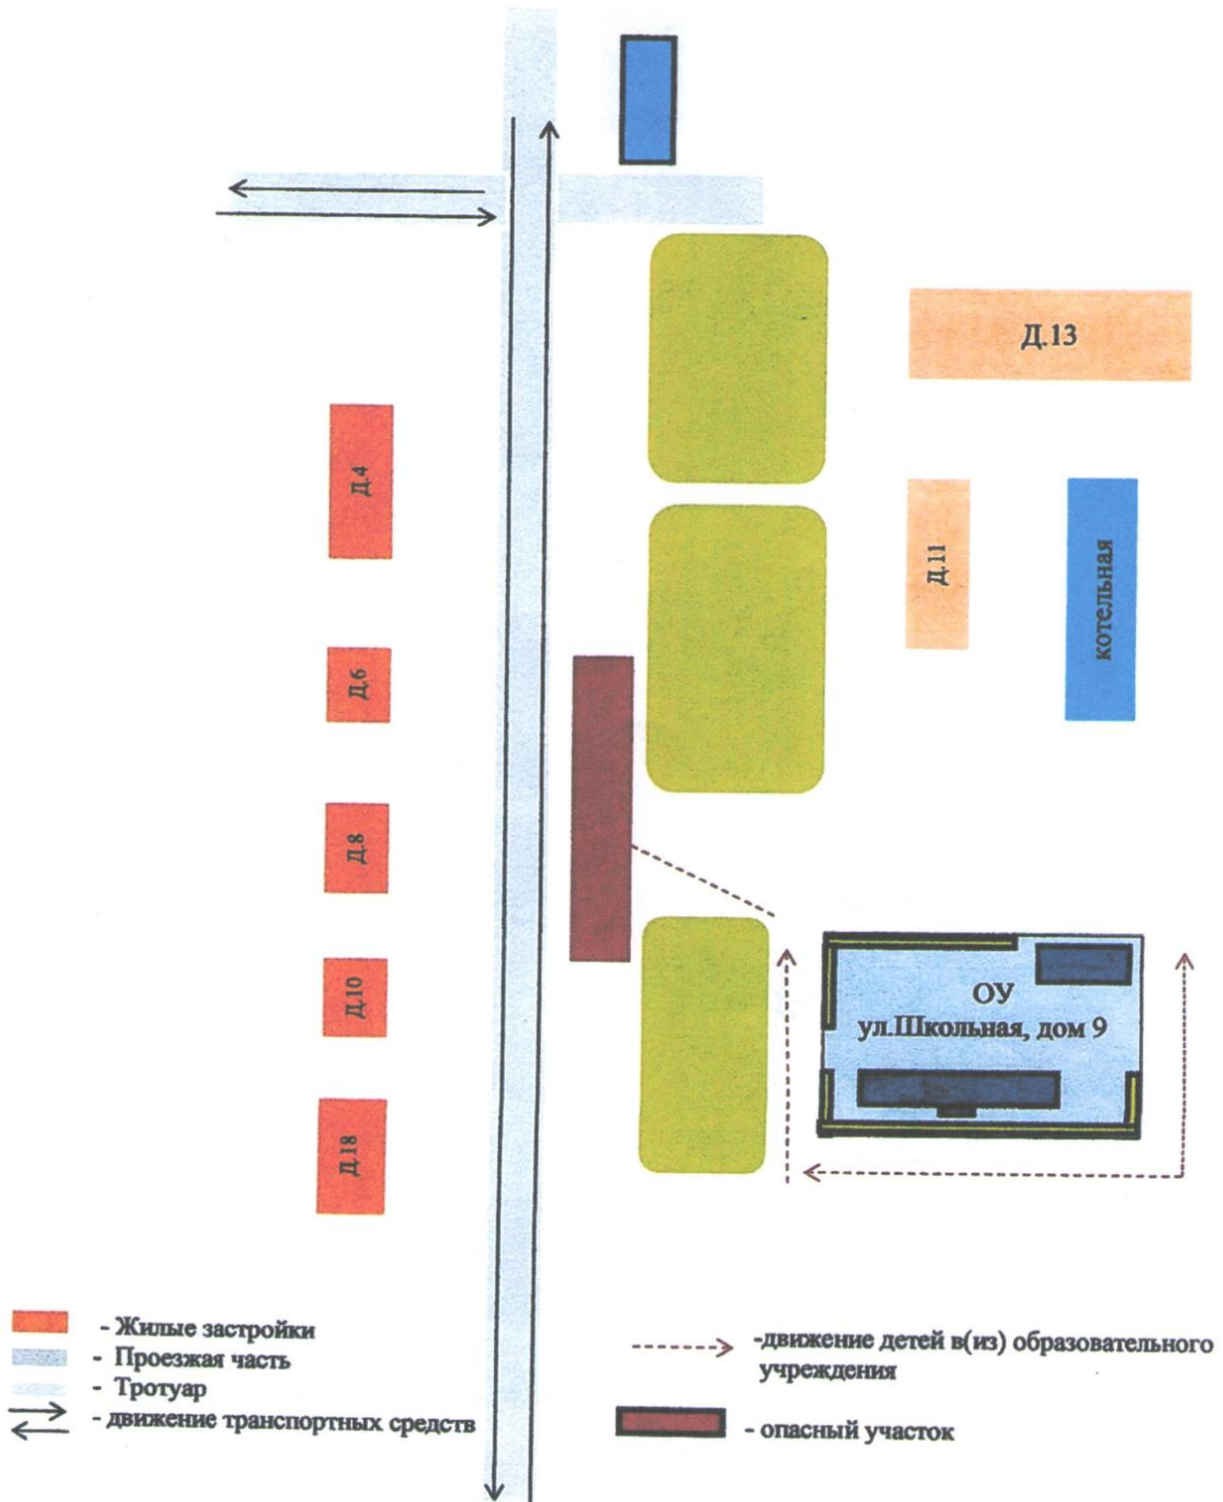 Д.13
Д.4
Д.11
котельная
Д.6
Д.8
Д.10
ОУ
ул.Школьная, дом 9
Д.18
- Жилые застройки
- Проезжая часть
- Тротуар
- движение транспортных средств
-движение детей в(из) образовательного
учреждения
- опасный участок